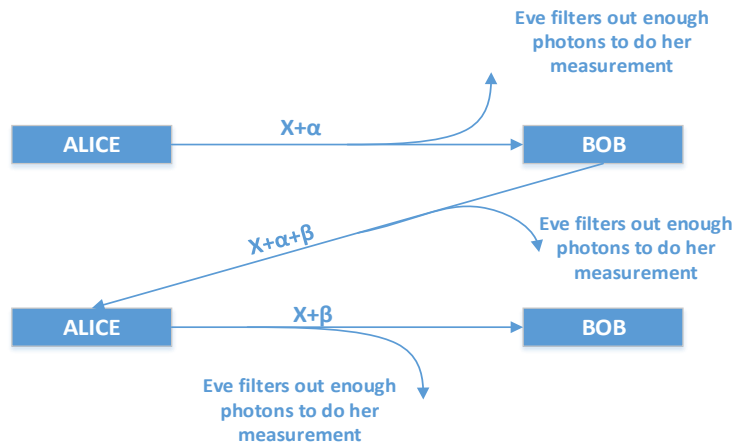 Eve filters out enough
photons to do her
measurement
X+α
ALICE
BOB
X+α+β
Eve filters out enough
photons to do her
measurement
ALICE
X+β
BOB
Eve filters out enough
photons to do her
measurement